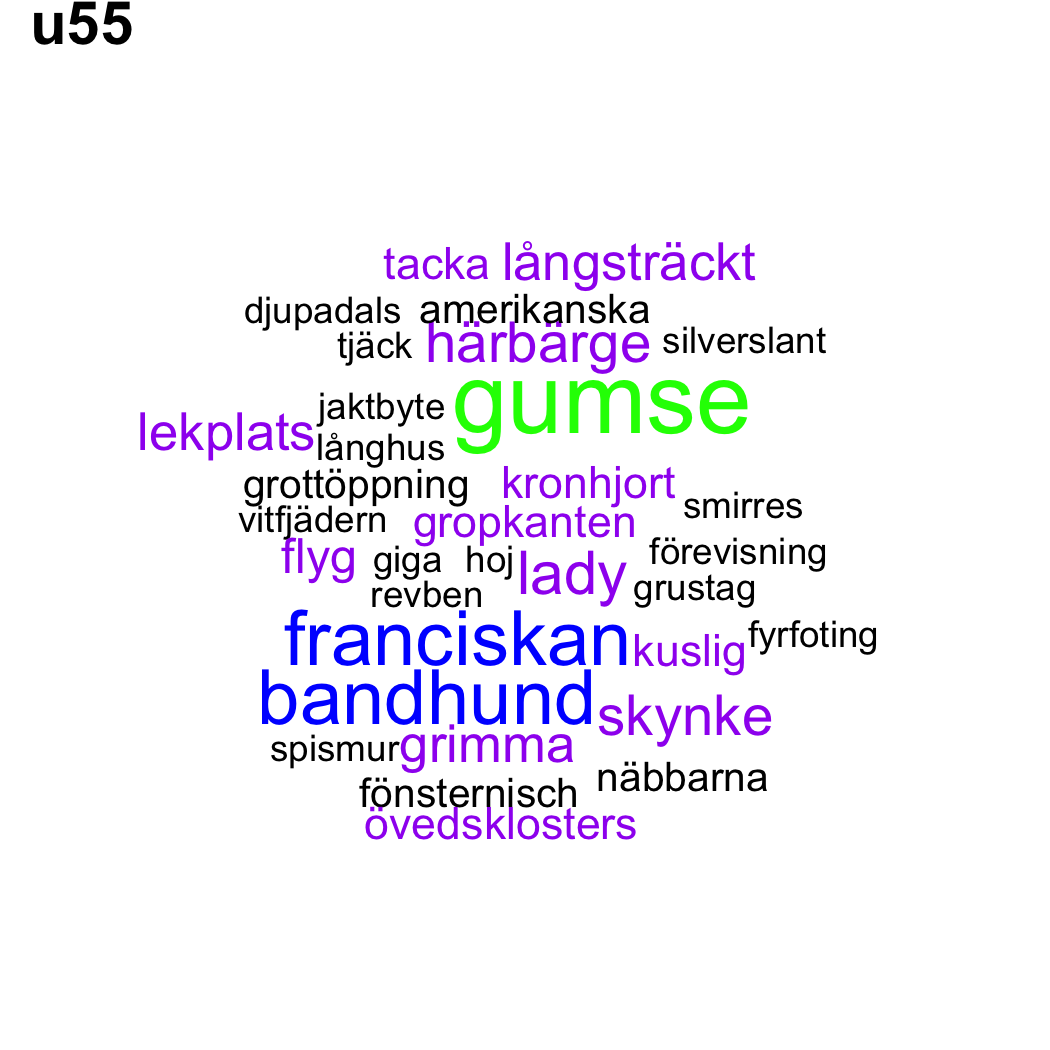 u55
tacka långsträckt
djupadals amerikanska
tjäck härbärge silverslant
jaktbyte gumse
lekplats långhus
grottöppning kronhjort
vitfjädern gropkanten smirres
flyg giga hoj lady förevisning
revben grustag
franciskan kuslig fyrfoting
bandhund skynke
spismur grimma
fönsternisch näbbarna
övedsklosters